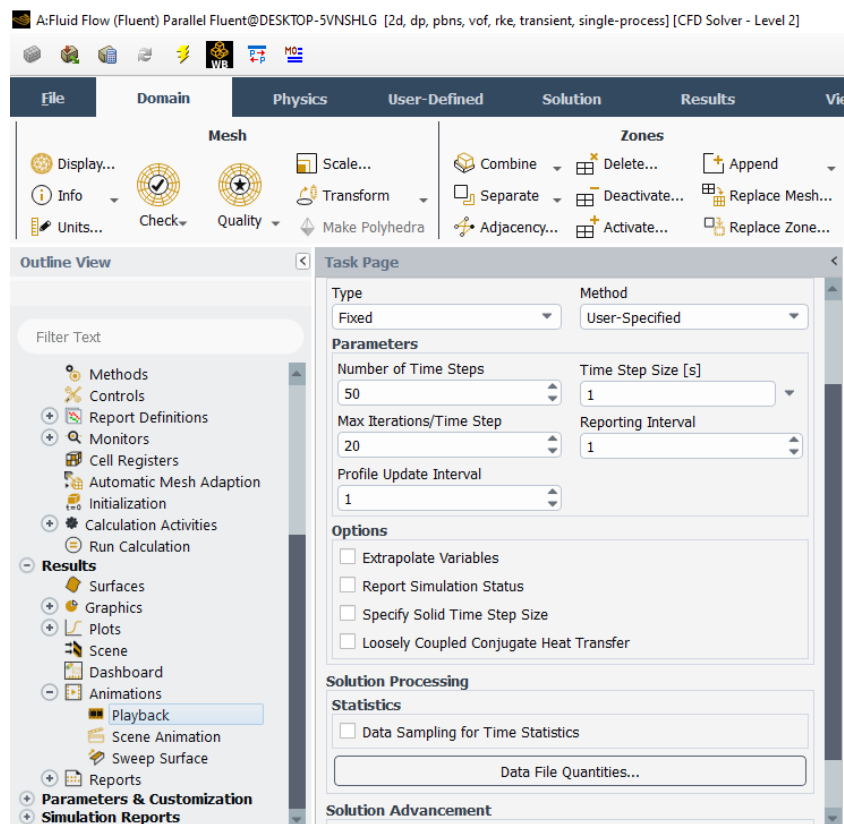 A:Fluid Flow (Fluent) Parallel Fluent@DESKTOP-5VNSHLG [2d, dp, pbns, vof, rke, transient, single-process] [CFD Solver - Level 2]
WB
File Domain Physics User-Defined Solution Results
Mesh
Zones
Display... Scale... Combine Delete... Append
Info Transform Separate Deactivate... Replace Mesh...
Units... Check Quality Make Polyhedra Adjacency... Activate... Replace Zone...
Outline View
Filter Text
Methods
Controls
Report Definitions
Monitors
Cell Registers
Automatic Mesh Adaption
t=0 Initialization
Calculation Activities
Run Calculation
Results
Surfaces
Graphics
Plots
Scene
Dashboard
Animations
Playback
Scene Animation
Sweep Surface
Reports
Parameters & Customization
Simulation Reports
Task Page
Type Method
Fixed User-Specified
Parameters
Number of Time Steps Time Step Size [s]
50 1
Max Iterations/Time Step Reporting Interval
20 1
Profile Update Interval
1
Options
Extrapolate Variables
Report Simulation Status
Specify Solid Time Step Size
Loosely Coupled Conjugate Heat Transfer
Solution Processing
Statistics
Data Sampling for Time Statistics
Data File Quantities...
Solution Advancement